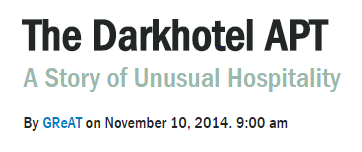 The Darkhotel APT
A Story of Unusual Hospitality
By GReAT on November 10, 2014. 9:00 am